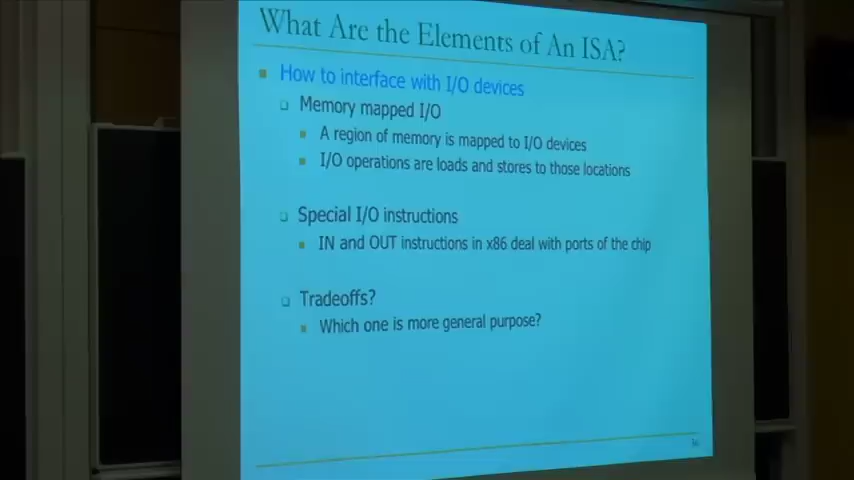 What Are the Elements of An ISA?
How to interface with I/O devices
Memory mapped I/O
A region of memory is mapped to I/O devices
I/O operations are loads and stores to those locations
Special I/O instructions
IN and OUT instructions in x86 deal with ports of the chip
Tradeoffs?
Which one is more general purpose?